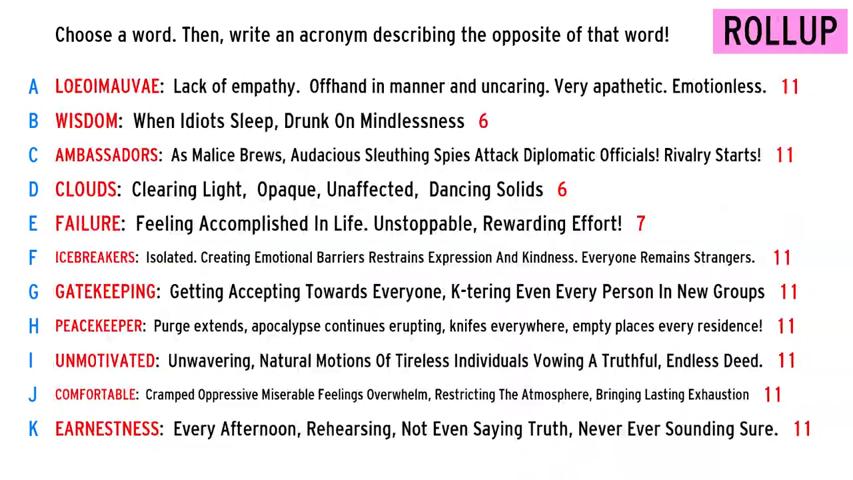 Choose a word. Then, write an acronym describing the opposite of that word!
ROLLUP
A LOEOIMAUVAE: Lack of empathy. Offhand in manner and uncaring. Very apathetic. Emotionless. 11
B WISDOM: When Idiots Sleep, Drunk On Mindlessness 6
C AMBASSADORS: As Malice Brews, Audacious Sleuthing Spies Attack Diplomatic Officials! Rivalry Starts! 11
D CLOUDS: Clearing Light, Opaque, Unaffected, Dancing Solids 6
E FAILURE: Feeling Accomplished In Life. Unstoppable, Rewarding Effort! 7
F ICEBREAKERS: Isolated. Creating Emotional Barriers Restrains Expression And Kindness. Everyone Remains Strangers. 11
G GATEKEEPING: Getting Accepting Towards Everyone, K-tering Even Every Person In New Groups 11
H PEACEKEEPER: Purge extends, apocalypse continues erupting, knifes everywhere, empty places every residence! 11
I UNMOTIVATED: Unwavering, Natural Motions Of Tireless Individuals Vowing A Truthful, Endless Deed. 11
J COMFORTABLE: Cramped Oppressive Miserable Feelings Overwhelm, Restricting The Atmosphere, Bringing Lasting Exhaustion 11
K EARNESTNESS: Every Afternoon, Rehearsing, Not Even Saying Truth, Never Ever Sounding Sure. 11